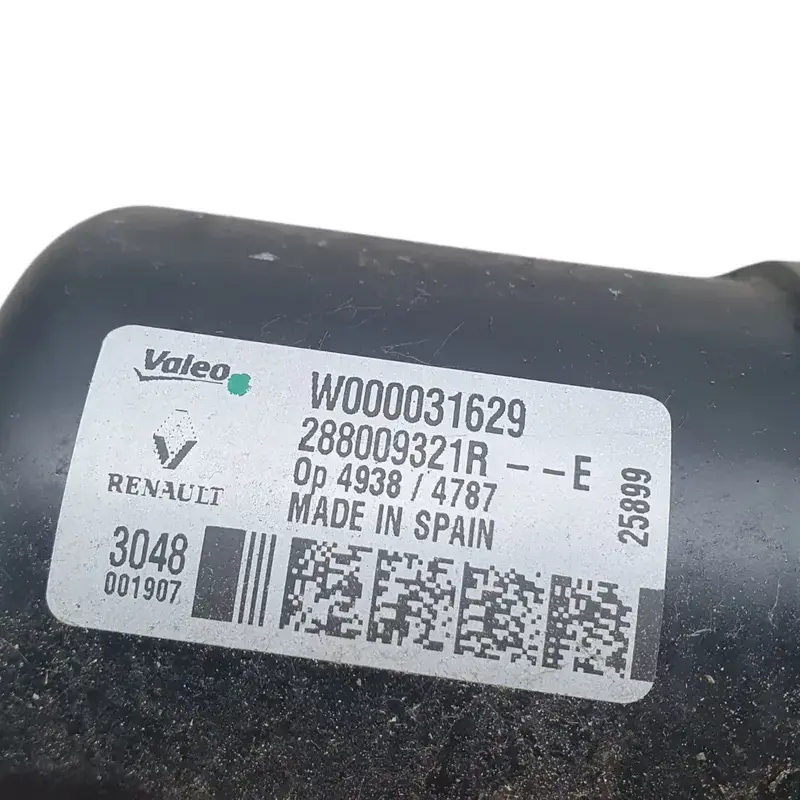 Valeo
W000031629
288009321R --E
RENAULT
Op 4938 / 4787
MADE IN SPAIN
25899
3048
001907